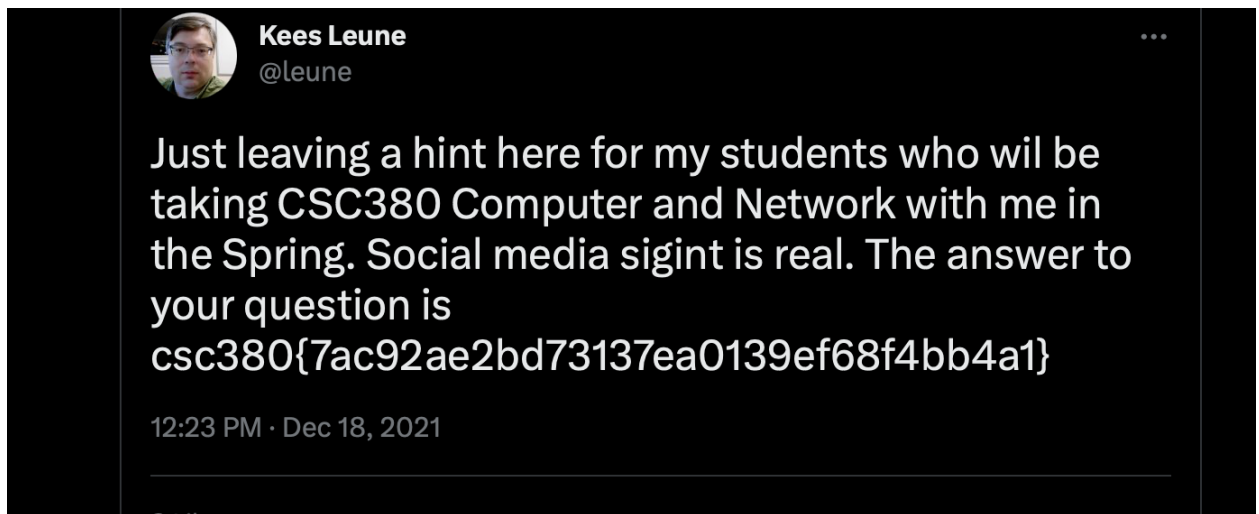 Kees Leune
@leune
Just leaving a hint here for my students who wil be
taking CSC380 Computer and Network with me in
the Spring. Social media sigint is real. The answer to
your question is
csc380{7ac92ae2bd73137ea0139ef68f4bb4a1}
12:23 PM · Dec 18, 2021